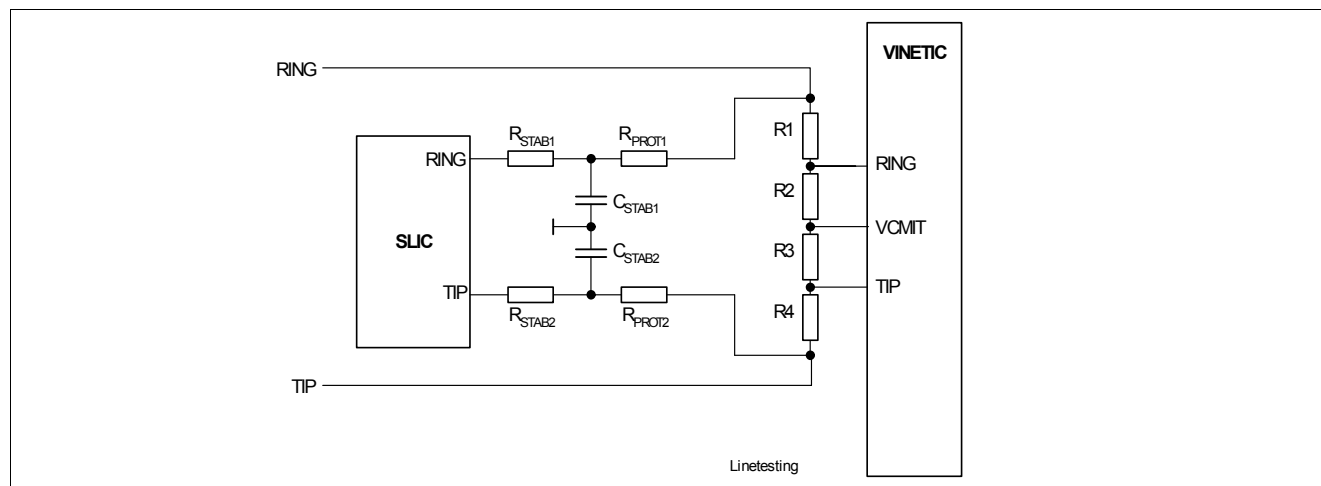 VINETIC
RING
RSTAB1
RPROT1
R1
RING
RING
R2
CSTAB1
VCMIT
SLIC
R3
CSTAB2
TIP
TIP
R4
RSTAB2
RPROT2
TIP
Linetesting